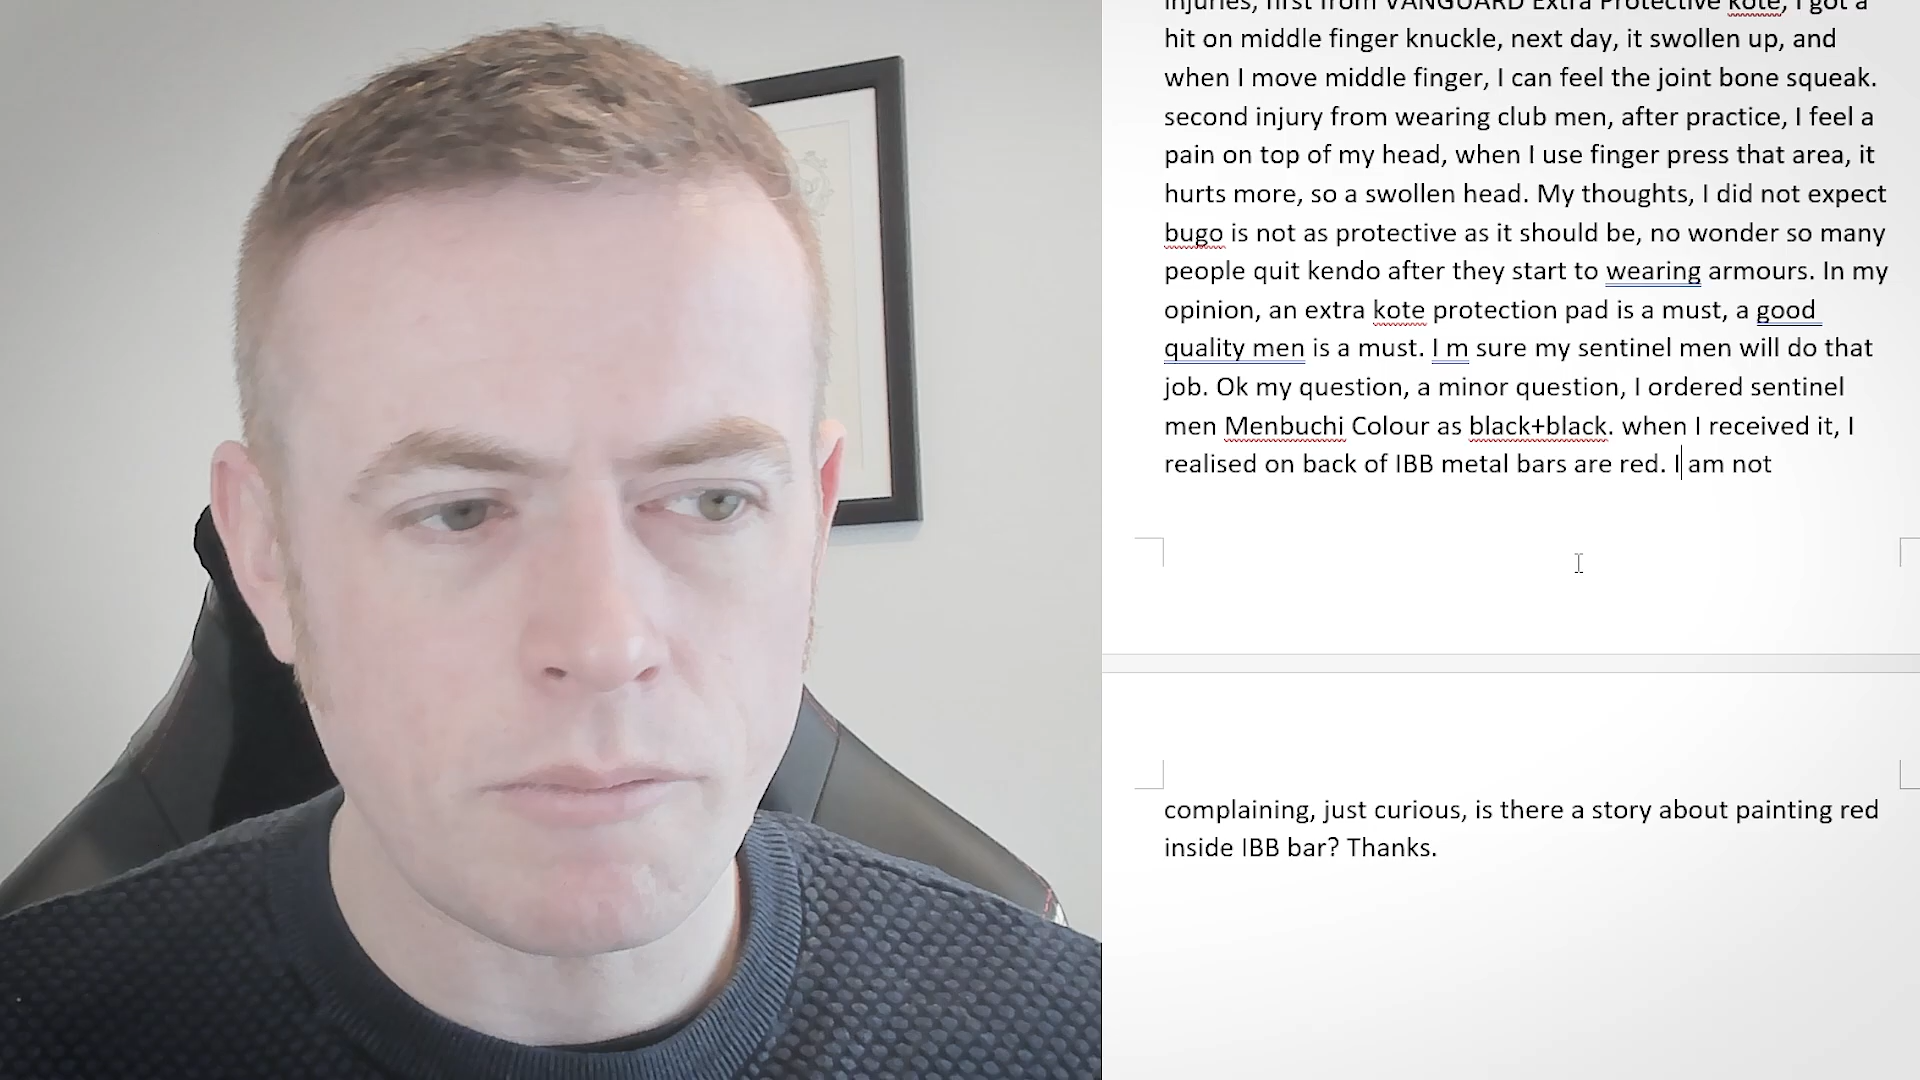 injuries, first from VANGUARD Extra Protective kote, I got a
hit on middle finger knuckle, next day, it swollen up, and
when I move middle finger, I can feel the joint bone squeak.
second injury from wearing club men, after practice, I feel a
pain on top of my head, when I use finger press that area, it
hurts more, so a swollen head. My thoughts, I did not expect
bugo is not as protective as it should be, no wonder so many
people quit kendo after they start to wearing armours. In my
opinion, an extra kote protection pad is a must, a good
quality men is a must. I m sure my sentinel men will do that
job. Ok my question, a minor question, I ordered sentinel
men Menbuchi Colour as black+black. when I received it, I
realised on back of IBB metal bars are red. I am not
complaining, just curious, is there a story about painting red
inside IBB bar? Thanks.